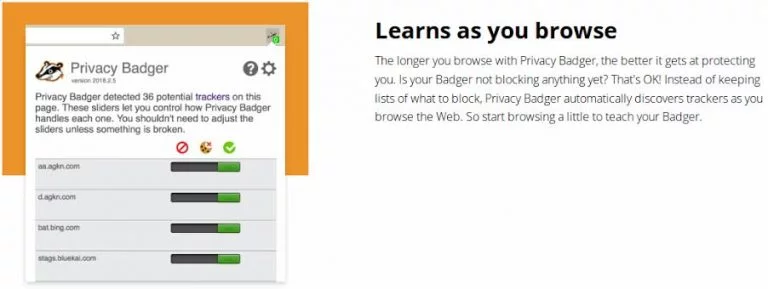 Privacy Badger
version 2018.2.5
Privacy Badger detected 36 potential trackers on this
page. These sliders let you control how Privacy Badger
handles each one. You shouldn't need to adjust the
sliders unless something is broken.
aa.agkn.com
d.agkn.com
bat.bing.com
stags.bluekai.com
Learns as you browse
The longer you browse with Privacy Badger, the better it gets at protecting
you. Is your Badger not blocking anything yet? That's OK! Instead of keeping
lists of what to block, Privacy Badger automatically discovers trackers as you
browse the Web. So start browsing a little to teach your Badger.